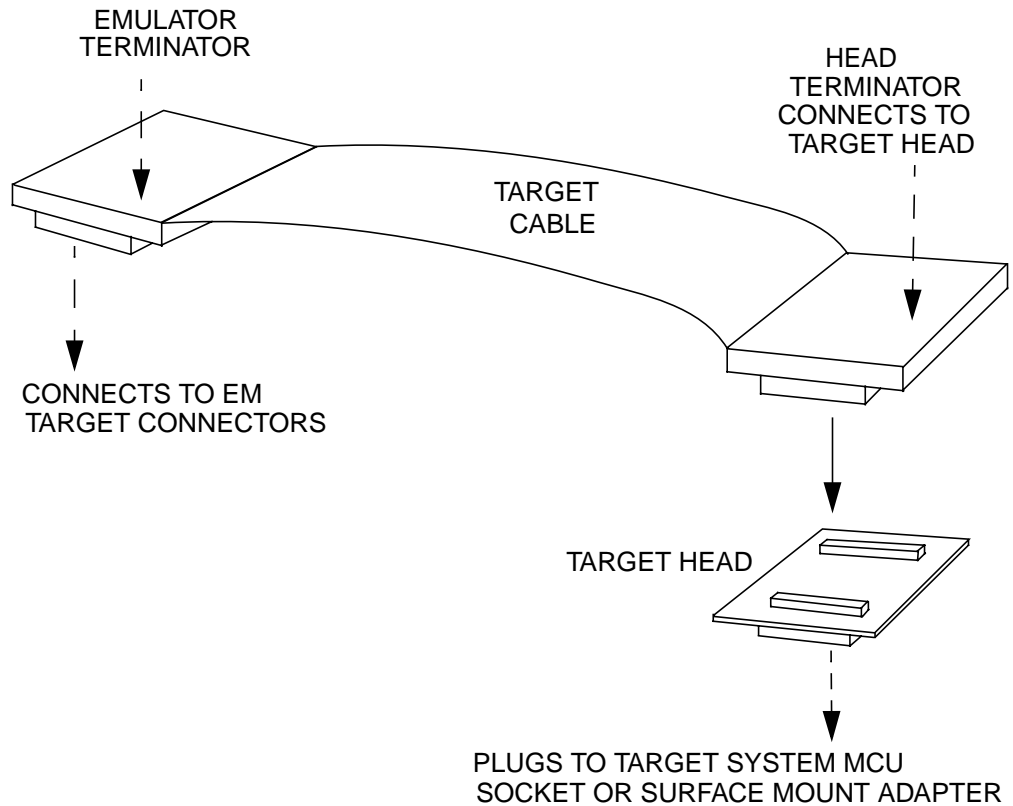 EMULATOR
TERMINATOR
HEAD
TERMINATOR
CONNECTS TO
TARGET HEAD
TARGET
CABLE
CONNECTS TO EM
TARGET CONNECTORS
TARGET HEAD
PLUGS TO TARGET SYSTEM MCU
SOCKET OR SURFACE MOUNT ADAPTER